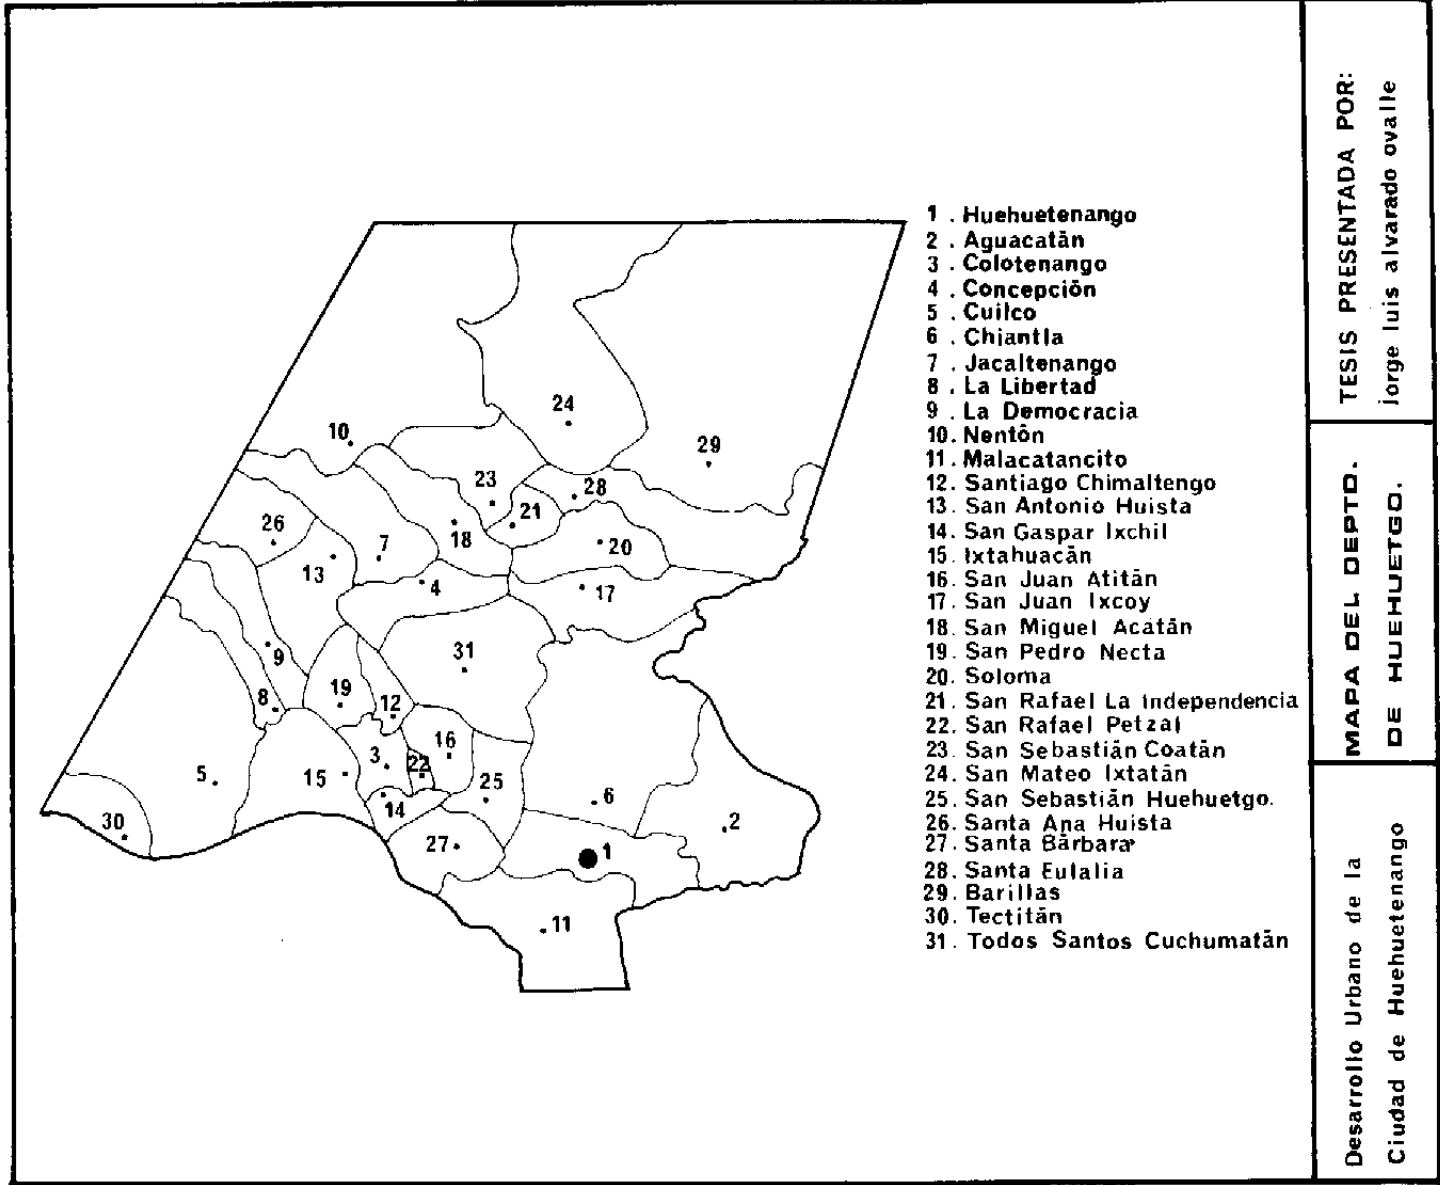 1 . Huehuetenango
2 . Aguacatān
3 . Colotenango
4 . Concepciōn
5 . Cuilco
6 . Chiantla
7 . Jacaltenango
8 . La Libertad
9 . La Democracia
10. Nentōn
11. Malacatancito
12. Santiago Chimaltengo
13. San Antonio Huista
14. San Gaspar Ixchil
15. Ixtahuacān
16. San Juan Atitān
17. San Juan Ixcoy
18. San Miguel Acatān
19. San Pedro Necta
20. Soloma
21. San Rafael La Independencia
22. San Rafael Petzal
23. San Sebastiān Coatān
24. San Mateo Ixtatān
25. San Sebastiān Huehuetgo.
26. Santa Ana Huista
27. Santa Bārbara
28. Santa Eulalia
29. Barillas
30. Tectitān
31. Todos Santos Cuchumatān
24
10
29
23
28
26
21
7
18
20
13
4
17
9
31
19
8
12
16
3
22
5
15
25
6
14
30
27
2
1
11
TESIS PRESENTADA POR:
jorge luis alvarado ovalle
MAPA DEL DEPTO.
DE HUEHUETGO.
Desarrollo Urbano de la
Ciudad de Huehuetenango